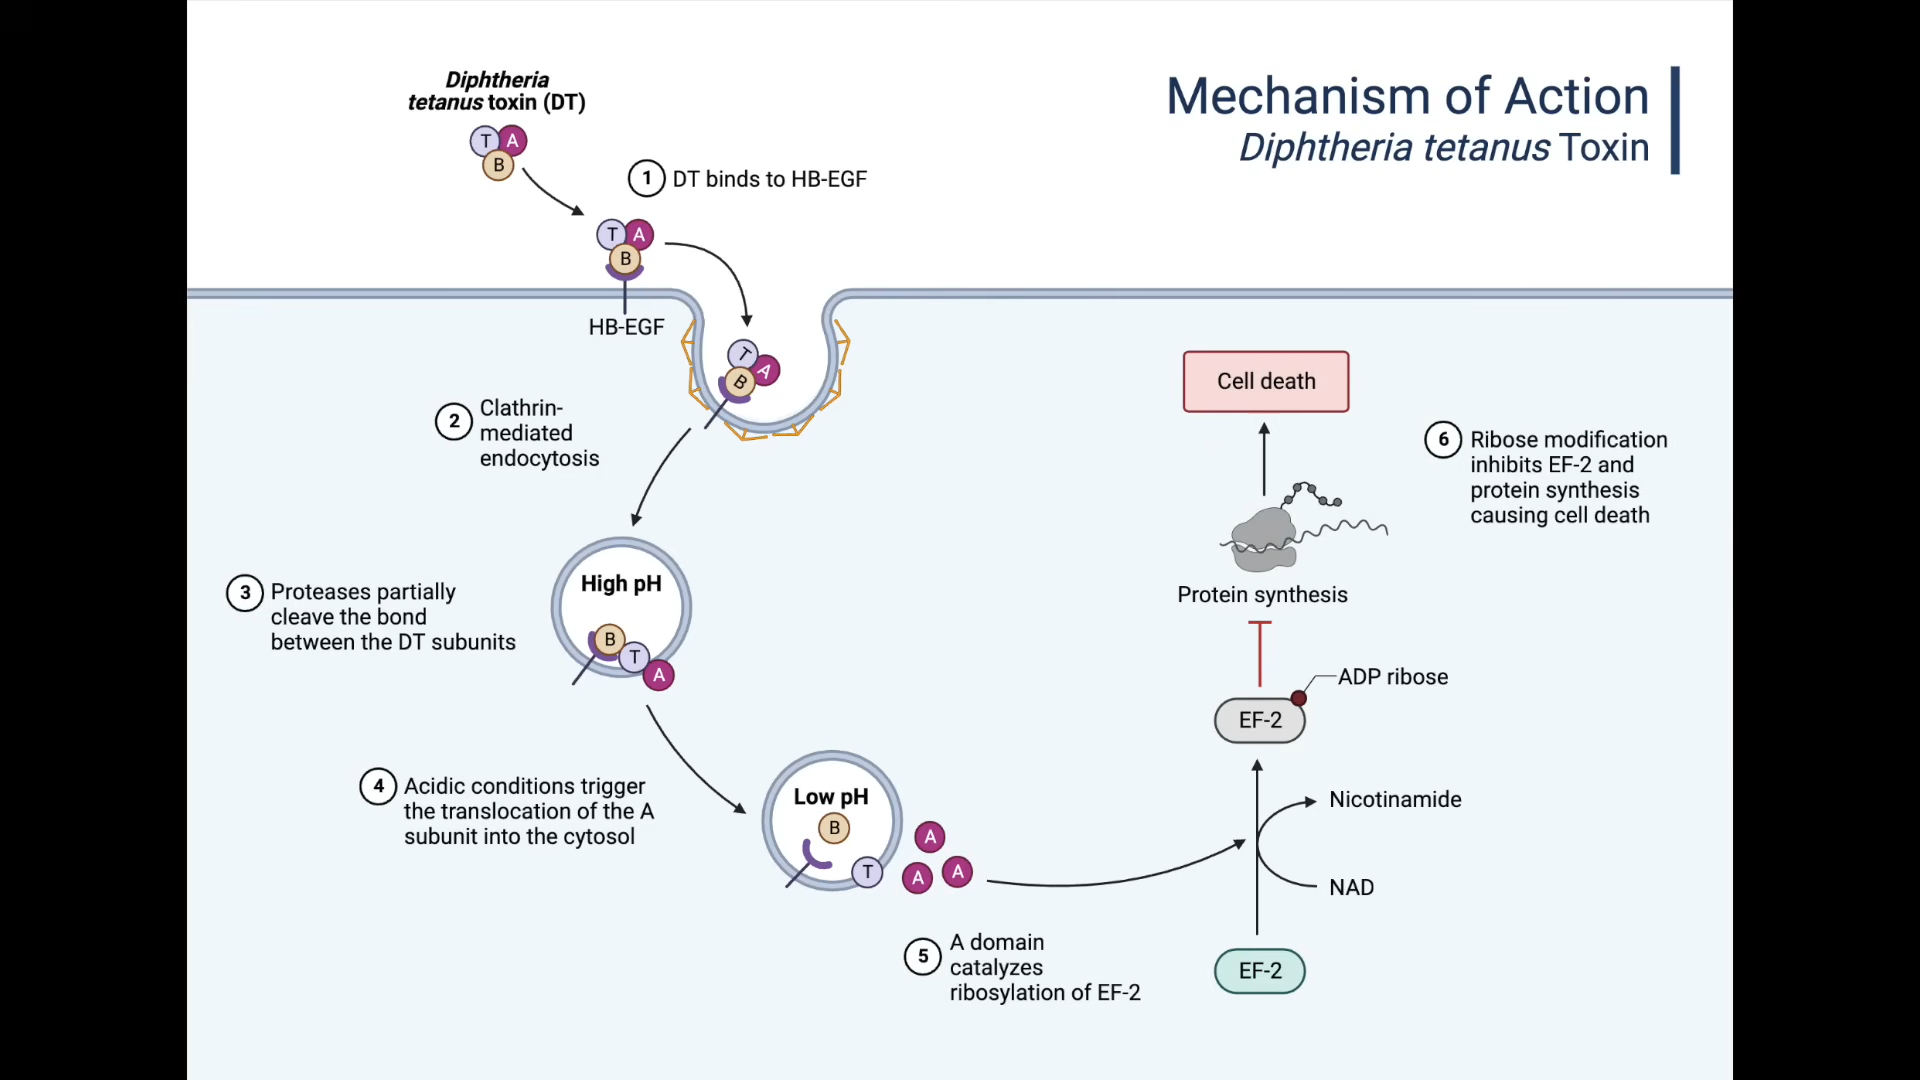 Mechanism of Action
Diphtheria tetanus Toxin
Diphtheria
tetanus toxin (DT)
T A
B
1 DT binds to HB-EGF
T A
B
HB-EGF
T
A
B
2 Clathrin-
mediated
endocytosis
High pH
B
T
A
3 Proteases partially
cleave the bond
between the DT subunits
4 Acidic conditions trigger
the translocation of the A
subunit into the cytosol
Low pH
B
T
A
A A
5 A domain
catalyzes
ribosylation of EF-2
EF-2
NAD
Nicotinamide
EF-2
ADP ribose
Protein synthesis
Cell death
6 Ribose modification
inhibits EF-2 and
protein synthesis
causing cell death